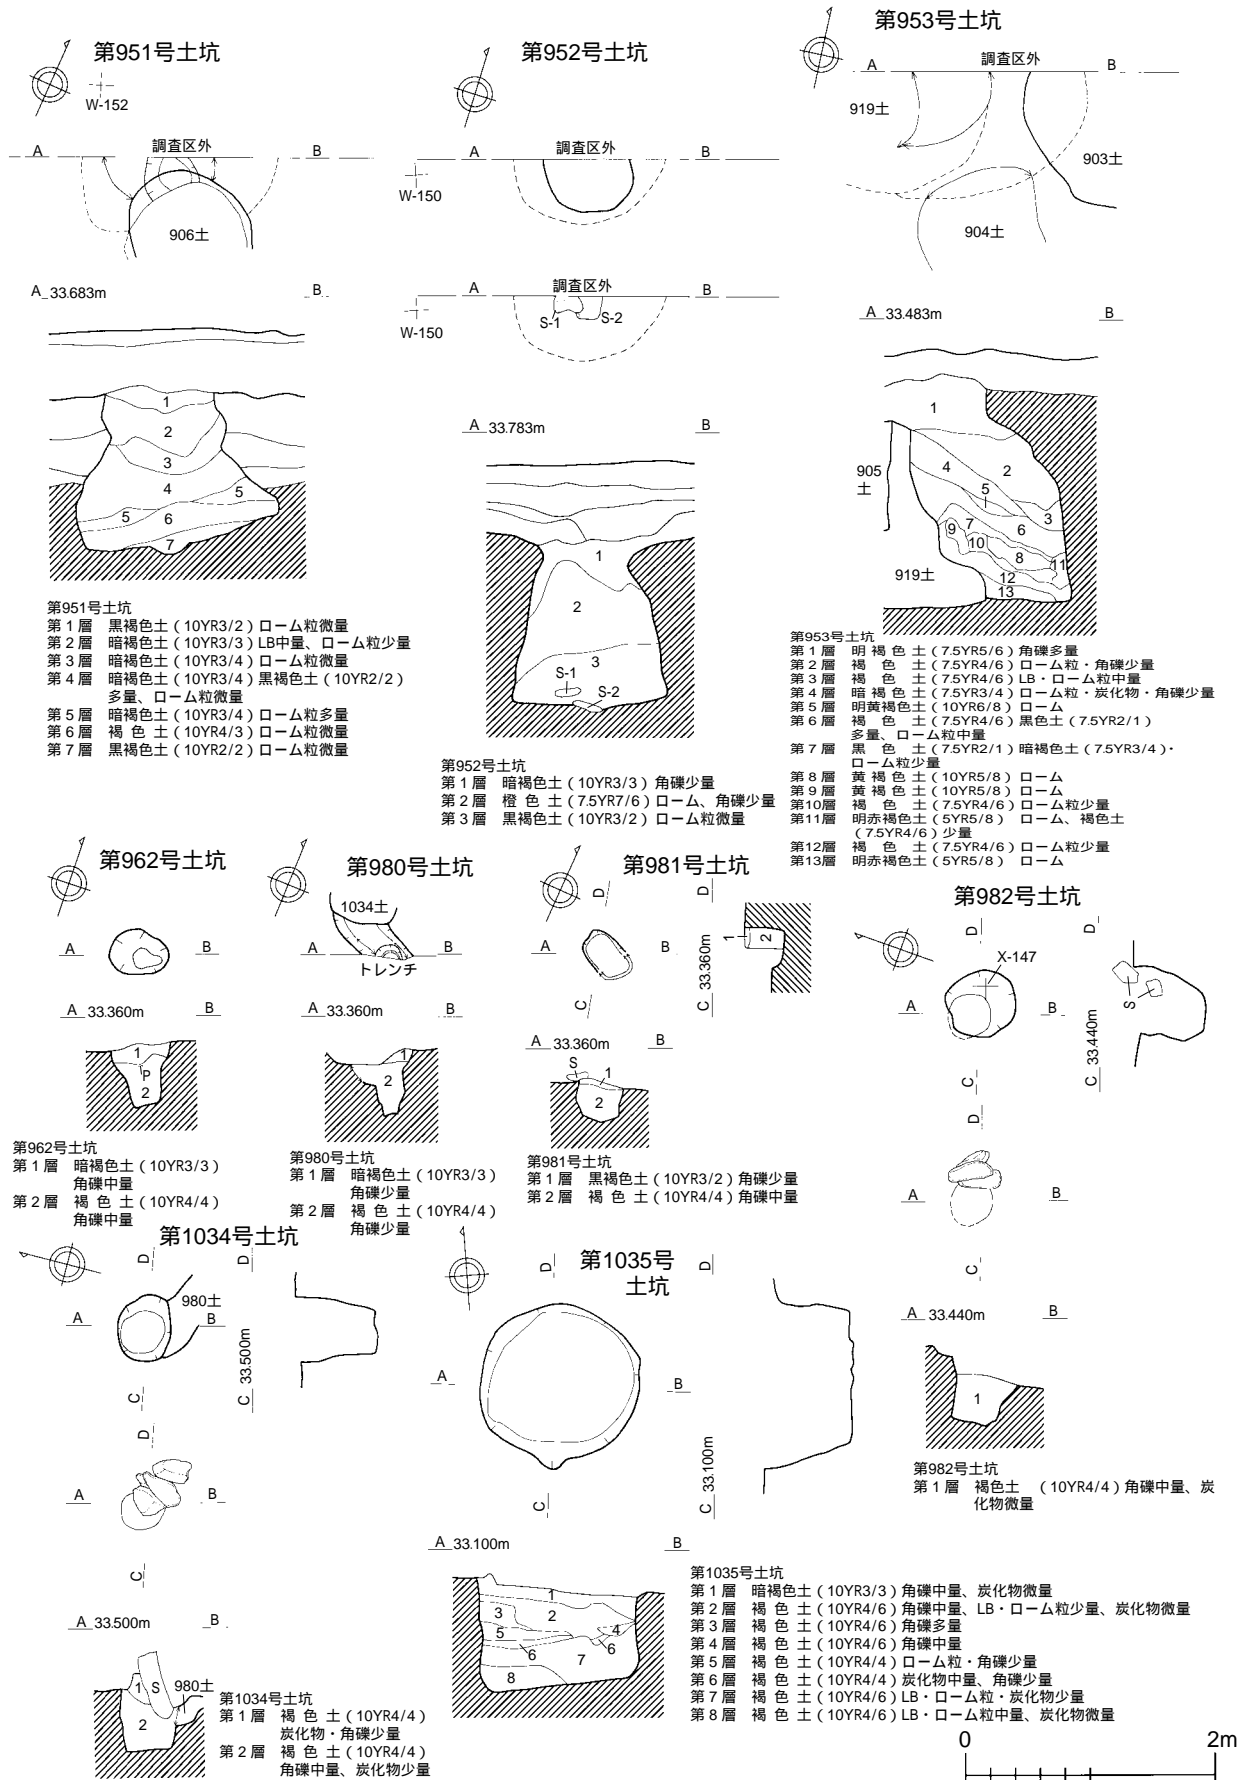 第951号土坑
W-152
A 調査区外 B
906土
A 33.683m B
1
2
3
4
5
5
6
7
第951号土坑
第１層 黒褐色土（10YR3/2）ローム粒微量
第２層 暗褐色土（10YR3/3）LB中量、ローム粒少量
第３層 暗褐色土（10YR3/4）ローム粒微量
第４層 暗褐色土（10YR3/4）黒褐色土（10YR2/2）
多量、ローム粒微量
第５層 暗褐色土（10YR3/4）ローム粒多量
第６層 褐色土（10YR4/3）ローム粒微量
第７層 黒褐色土（10YR2/2）ローム粒微量
第952号土坑
A 調査区外 B
W-150
A 調査区外 B
S-1 S-2
W-150
A 33.783m B
1
2
3
S-1
S-2
第952号土坑
第１層 暗褐色土（10YR3/3）角礫少量
第２層 橙色土（7.5YR7/6）ローム、角礫少量
第３層 黒褐色土（10YR3/2）ローム粒微量
第953号土坑
A 調査区外 B
919土
903土
904土
A 33.483m B
1
2
4
905
土
5
3
6
7
9
10
8
11
12
919土
13
第953号土坑
第１層 明褐色土（7.5YR5/6）角礫多量
第２層 褐色土（7.5YR4/6）ローム粒・角礫少量
第３層 褐色土（7.5YR4/6）LB・ローム粒中量
第４層 暗褐色土（7.5YR3/4）ローム粒・炭化物・角礫少量
第５層 明黄褐色土（10YR6/8）ローム
第６層 褐色土（7.5YR4/6）黒色土（7.5YR2/1）
多量、ローム粒中量
第７層 黒色土（7.5YR2/1）暗褐色土（7.5YR3/4）・
ローム粒少量
第８層 黄褐色土（10YR5/8）ローム
第９層 黄褐色土（10YR5/8）ローム
第10層 褐色土（7.5YR4/6）ローム粒少量
第11層 明赤褐色土（5YR5/8）ローム、褐色土
（7.5YR4/6）少量
第12層 褐色土（7.5YR4/6）ローム粒少量
第13層 明赤褐色土（5YR5/8）ローム
第962号土坑
A B
A 33.360m B
1
P
2
第962号土坑
第１層 暗褐色土（10YR3/3）
角礫中量
第２層 褐色土（10YR4/4）
角礫中量
第980号土坑
1034土
A B
トレンチ
A 33.360m B
1
2
第980号土坑
第１層 暗褐色土（10YR3/3）
角礫少量
第２層 褐色土（10YR4/4）
角礫少量
第981号土坑
D D
A B
C
C 33.360m
1 2
A 33.360m B
S
1
2
第981号土坑
第１層 黒褐色土（10YR3/2）角礫少量
第２層 褐色土（10YR4/4）角礫中量
第982号土坑
D D
X-147
A B
S
C
C 33.440m
D
A B
C
A 33.440m B
1
第982号土坑
第１層 褐色土（10YR4/4）角礫中量、炭
化物微量
第1034号土坑
D D
980土
A B
C
C 33.500m
D
A B
C
A 33.500m B
1 S
980土
2
第1034号土坑
第１層 褐色土（10YR4/4）
炭化物・角礫少量
第２層 褐色土（10YR4/4）
角礫中量、炭化物少量
第1035号
土坑
D D
A B
C
C 33.100m
A 33.100m B
1
3 2
4
5
6
6
7
8
第1035号土坑
第１層 暗褐色土（10YR3/3）角礫中量、炭化物微量
第２層 褐色土（10YR4/6）角礫中量、LB・ローム粒少量、炭化物微量
第３層 褐色土（10YR4/6）角礫多量
第４層 褐色土（10YR4/6）角礫中量
第５層 褐色土（10YR4/4）ローム粒・角礫少量
第６層 褐色土（10YR4/4）炭化物中量、角礫少量
第７層 褐色土（10YR4/6）LB・ローム粒・炭化物少量
第８層 褐色土（10YR4/6）LB・ローム粒中量、炭化物微量
0 2m